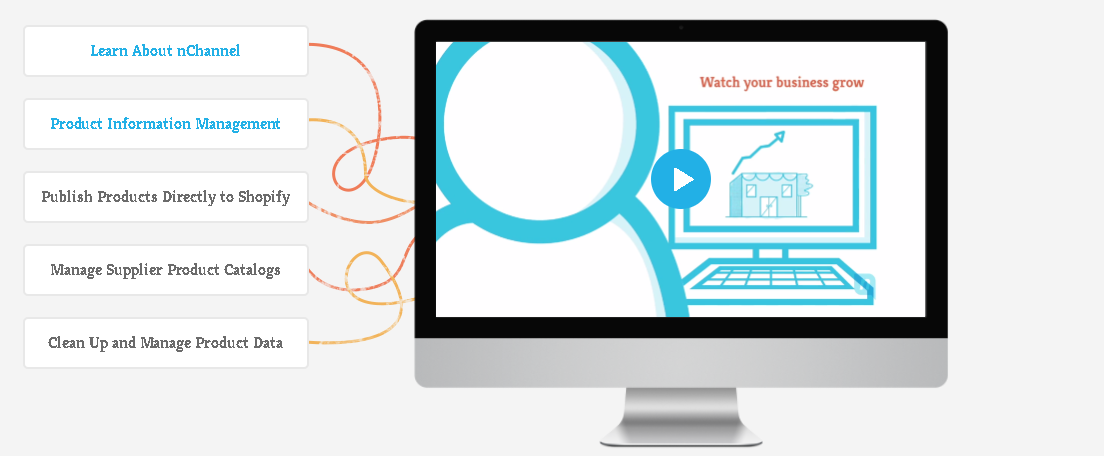 Learn About nChannel
Product Information Management
Publish Products Directly to Shopify
Manage Supplier Product Catalogs
Clean Up and Manage Product Data
Watch your business grow